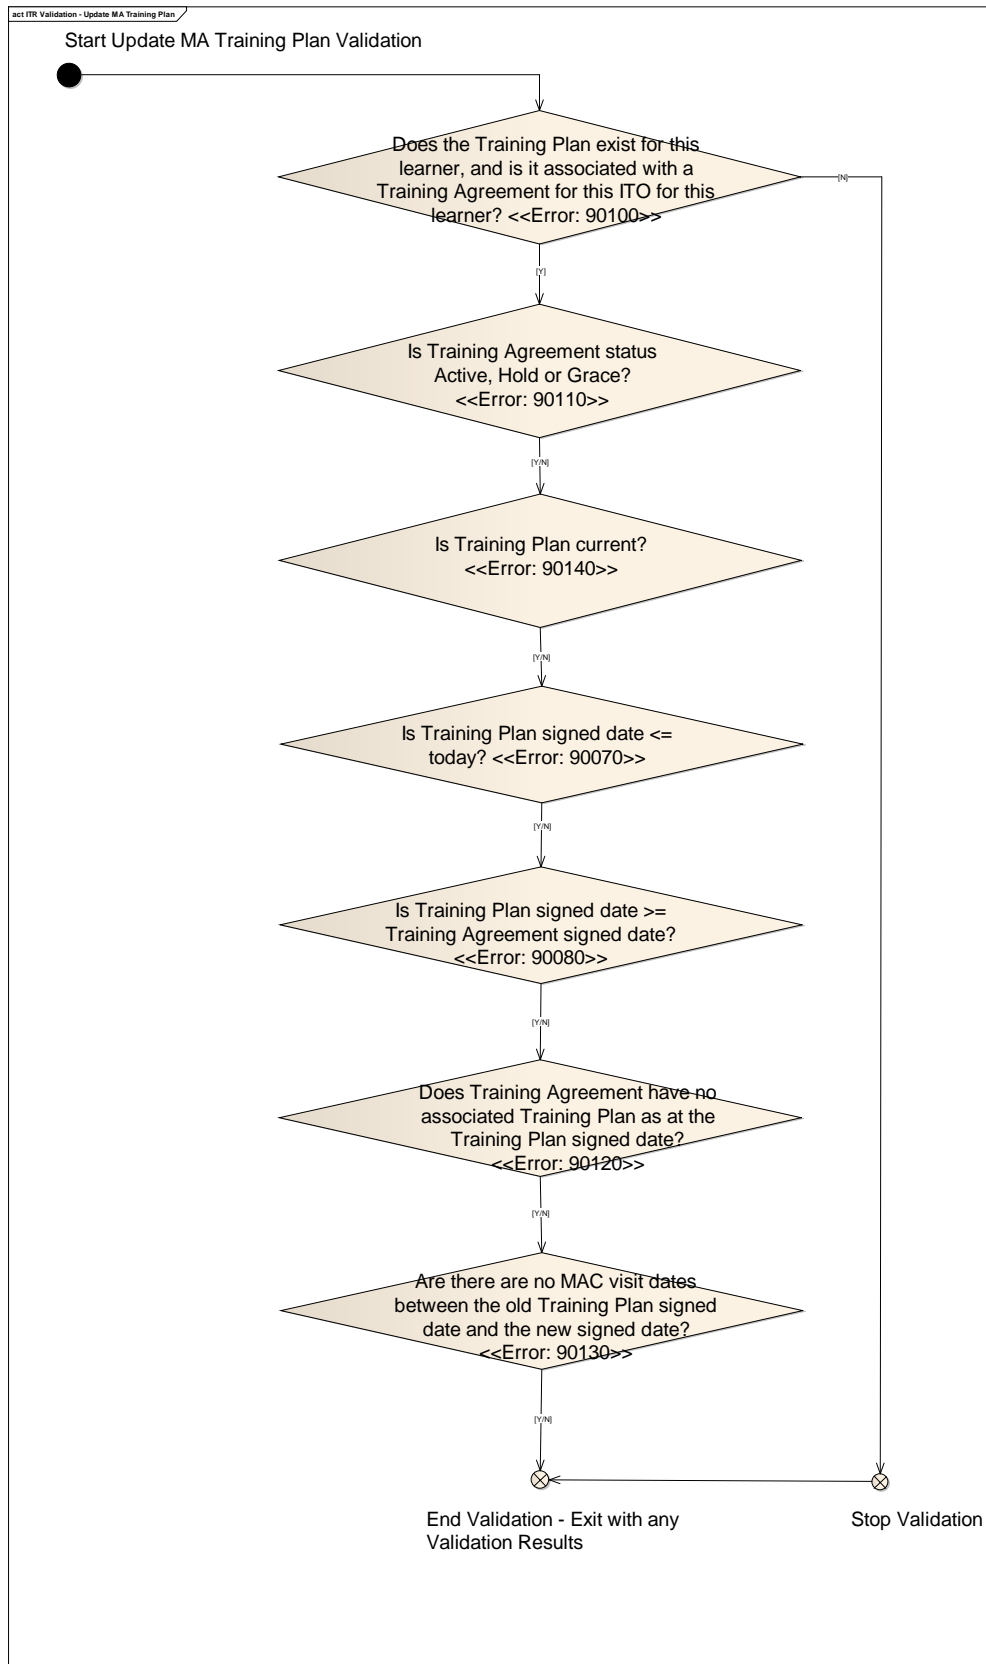 act ITR Validation - Update MA Training Plan
Start Update MA Training Plan Validation
Does the Training Plan exist for this
learner, and is it associated with a
Training Agreement for this ITO for this
learner? <<Error: 90100>>
[N]
[Y]
Is Training Agreement status
Active, Hold or Grace?
<<Error: 90110>>
[Y/N]
Is Training Plan current?
<<Error: 90140>>
[Y/N]
Is Training Plan signed date <=
today? <<Error: 90070>>
[Y/N]
Is Training Plan signed date >=
Training Agreement signed date?
<<Error: 90080>>
[Y/N]
Does Training Agreement have no
associated Training Plan as at the
Training Plan signed date?
<<Error: 90120>>
[Y/N]
Are there are no MAC visit dates
between the old Training Plan signed
date and the new signed date?
<<Error: 90130>>
[Y/N]
End Validation - Exit with any
Validation Results
Stop Validation